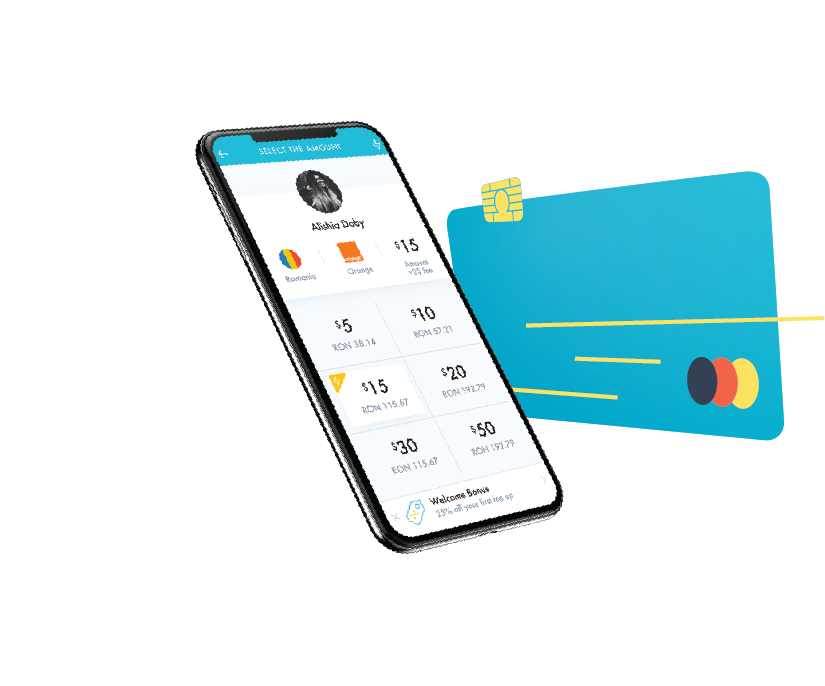 SELECT THE AMOUNT
Alishia Doby
Romania
Orange
$15
Amount
+25 fee
$5
RON 38.14
$10
RON 57.21
$15
RON 115.67
$20
RON 192.79
$30
RON 115.67
$50
RON 192.79
Welcome Bonus
25% off your first top up